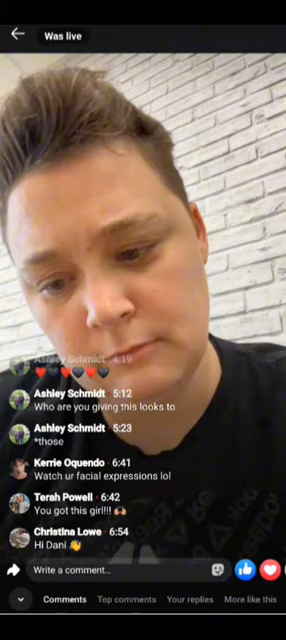 Was live
Ashley Schmidt · 4:19
❤️🖤❤️🖤❤️🖤
Ashley Schmidt · 5:12
Who are you giving this looks to
Ashley Schmidt · 5:23
*those
Kerrie Oquendo · 6:41
Watch ur facial expressions lol
Terah Powell · 6:42
You got this girl!!! 🙌🏼
Christina Lowe · 6:54
Hi Dani 👋
Write a comment...
Comments Top comments Your replies More like this